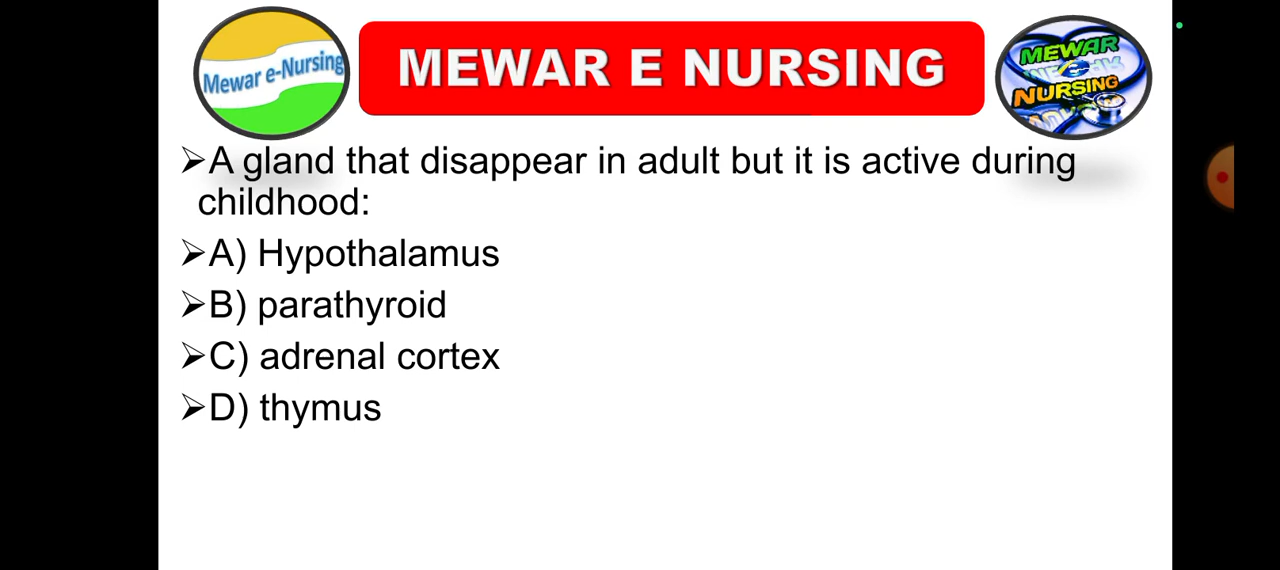 Mewar e-Nursing
MEWAR E NURSING
MEWAR
NURSING
➢A gland that disappear in adult but it is active during
childhood:
➢A) Hypothalamus
➢B) parathyroid
➢C) adrenal cortex
➢D) thymus